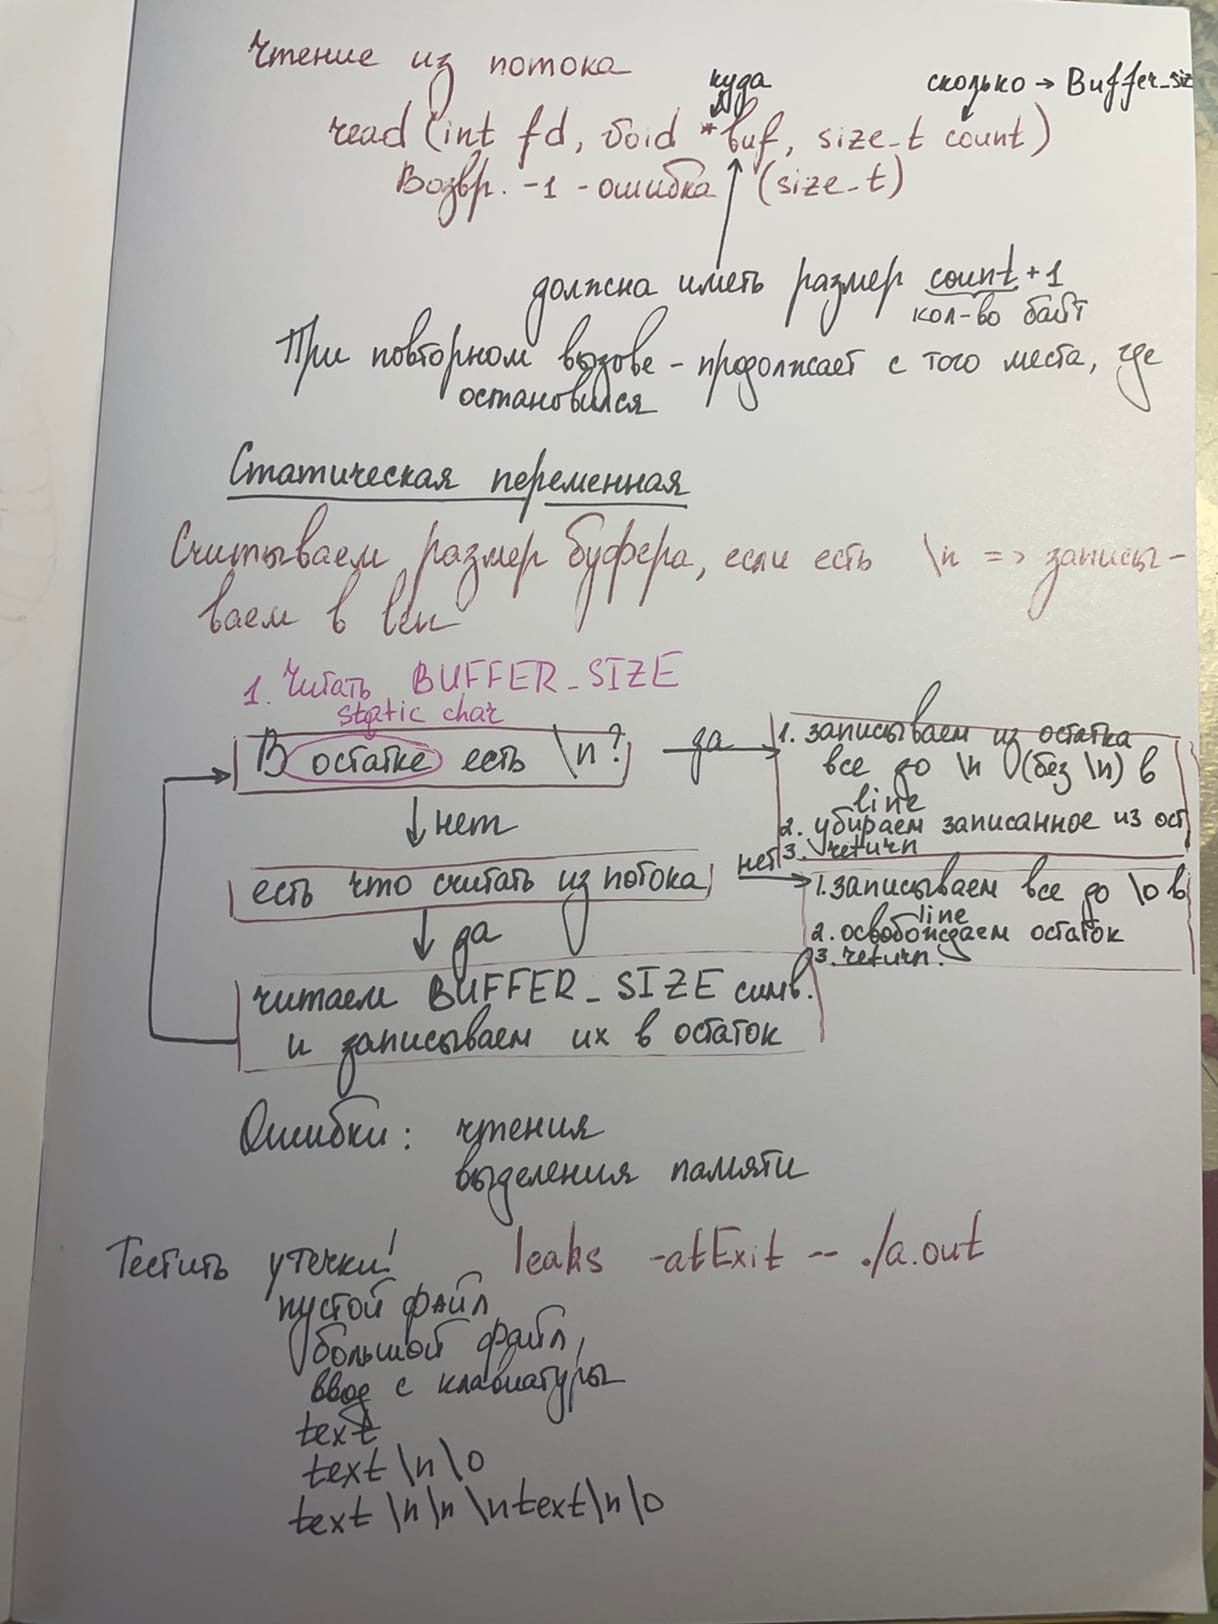 Чтение из потока
куда
сколько → Buffer_siz
read (int fd, void *buf, size_t count)
Возвр. -1 - ошибка (size_t)
должна иметь размер count + 1
кол-во байт
При повторном вызове - продолжает с того места, где
остановился
Статическая переменная
Считываем размер буфера, если есть \n => записы-
ваем в len
1. Читать BUFFER_SIZE
static char
В остатке есть \n?
да
1. записываем из остатка
все до \n (без \n) в
line
2. убираем записанное из ост
3. return
нет
есть что считать из потока
нет
1. записываем все до \0 в
line
2. освобождаем остаток
3. return
да
читаем BUFFER_SIZE симв.
и записываем их в остаток
Ошибки: чтения
выделения памяти
Тестить утечки! leaks -atExit -- ./a.out
пустой файл
большой файл,
ввод с клавиатуры
text
text \n \0
text \n \n \ntext \n \0